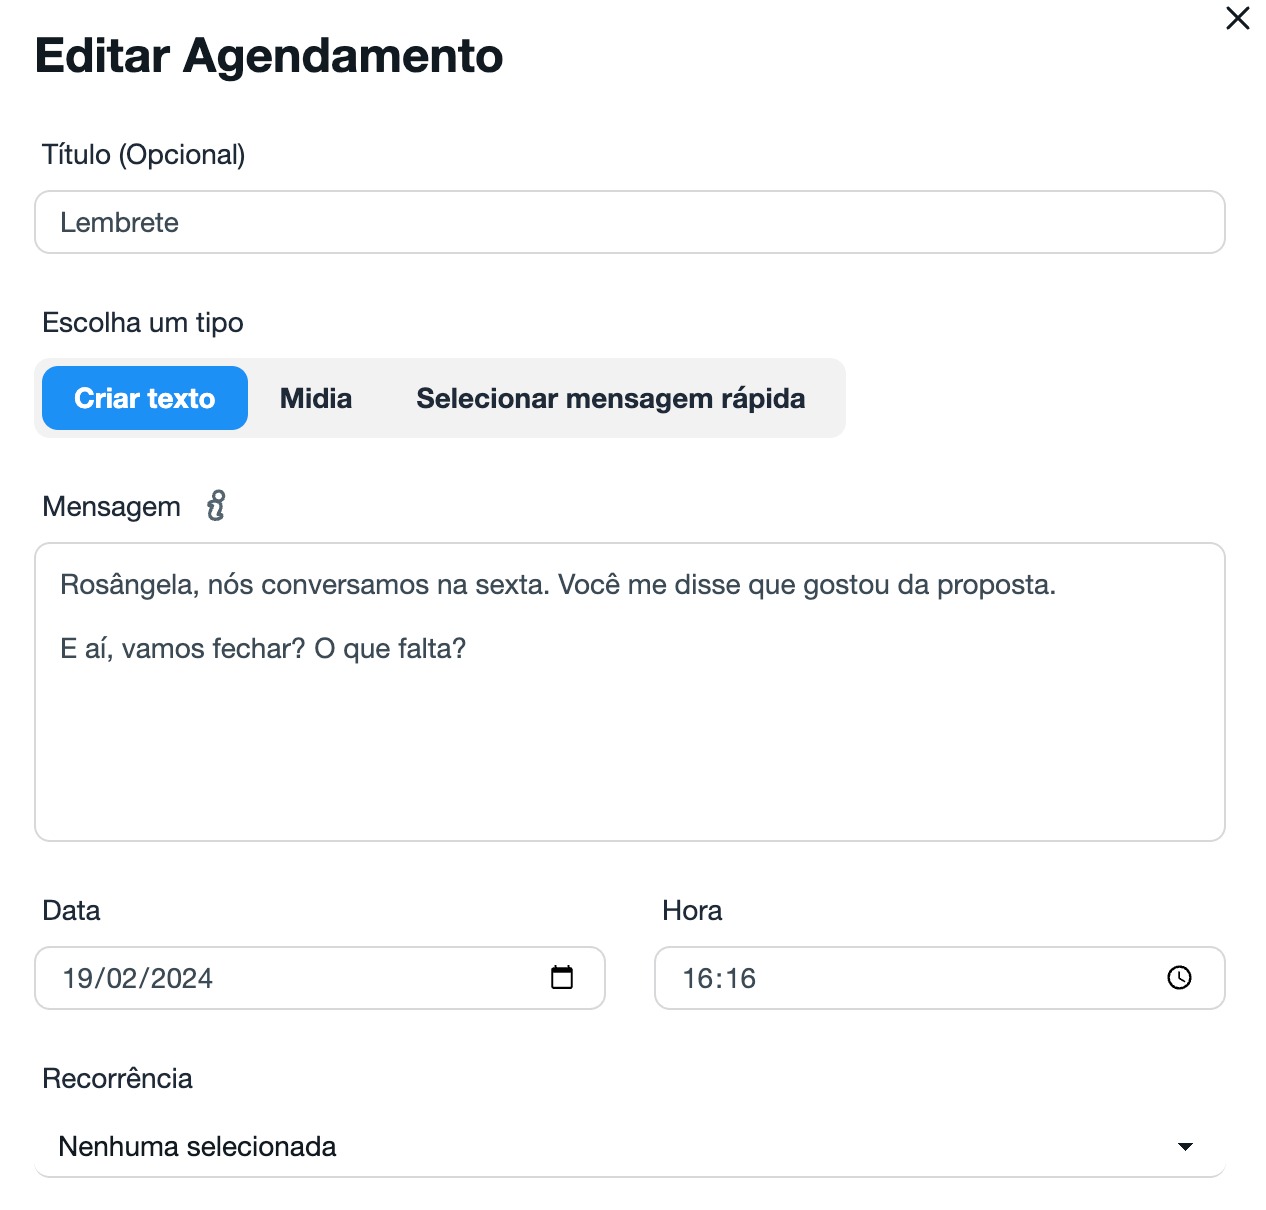 Editar Agendamento
Título (Opcional)
Lembrete
Escolha um tipo
Criar texto Midia Selecionar mensagem rápida
Mensagem
Rosângela, nós conversamos na sexta. Você me disse que gostou da proposta.
E aí, vamos fechar? O que falta?
Data Hora
19/02/2024 16:16
Recorrência
Nenhuma selecionada